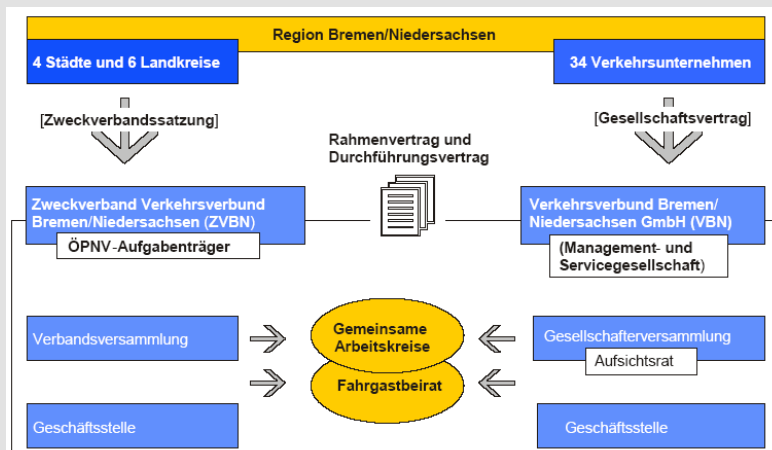 Region Bremen/Niedersachsen
4 Städte und 6 Landkreise
34 Verkehrsunternehmen
[Zweckverbandssatzung]
[Gesellschaftsvertrag]
Rahmenvertrag und
Durchführungsvertrag
Zweckverband Verkehrsverbund
Bremen/Niedersachsen (ZVBN)
ÖPNV-Aufgabenträger
Verkehrsverbund Bremen/
Niedersachsen GmbH (VBN)
(Management- und
Servicegesellschaft)
Verbandsversammlung
Gemeinsame
Arbeitskreise
Gesellschafterversammlung
Aufsichtsrat
Fahrgastbeirat
Geschäftsstelle
Geschäftsstelle